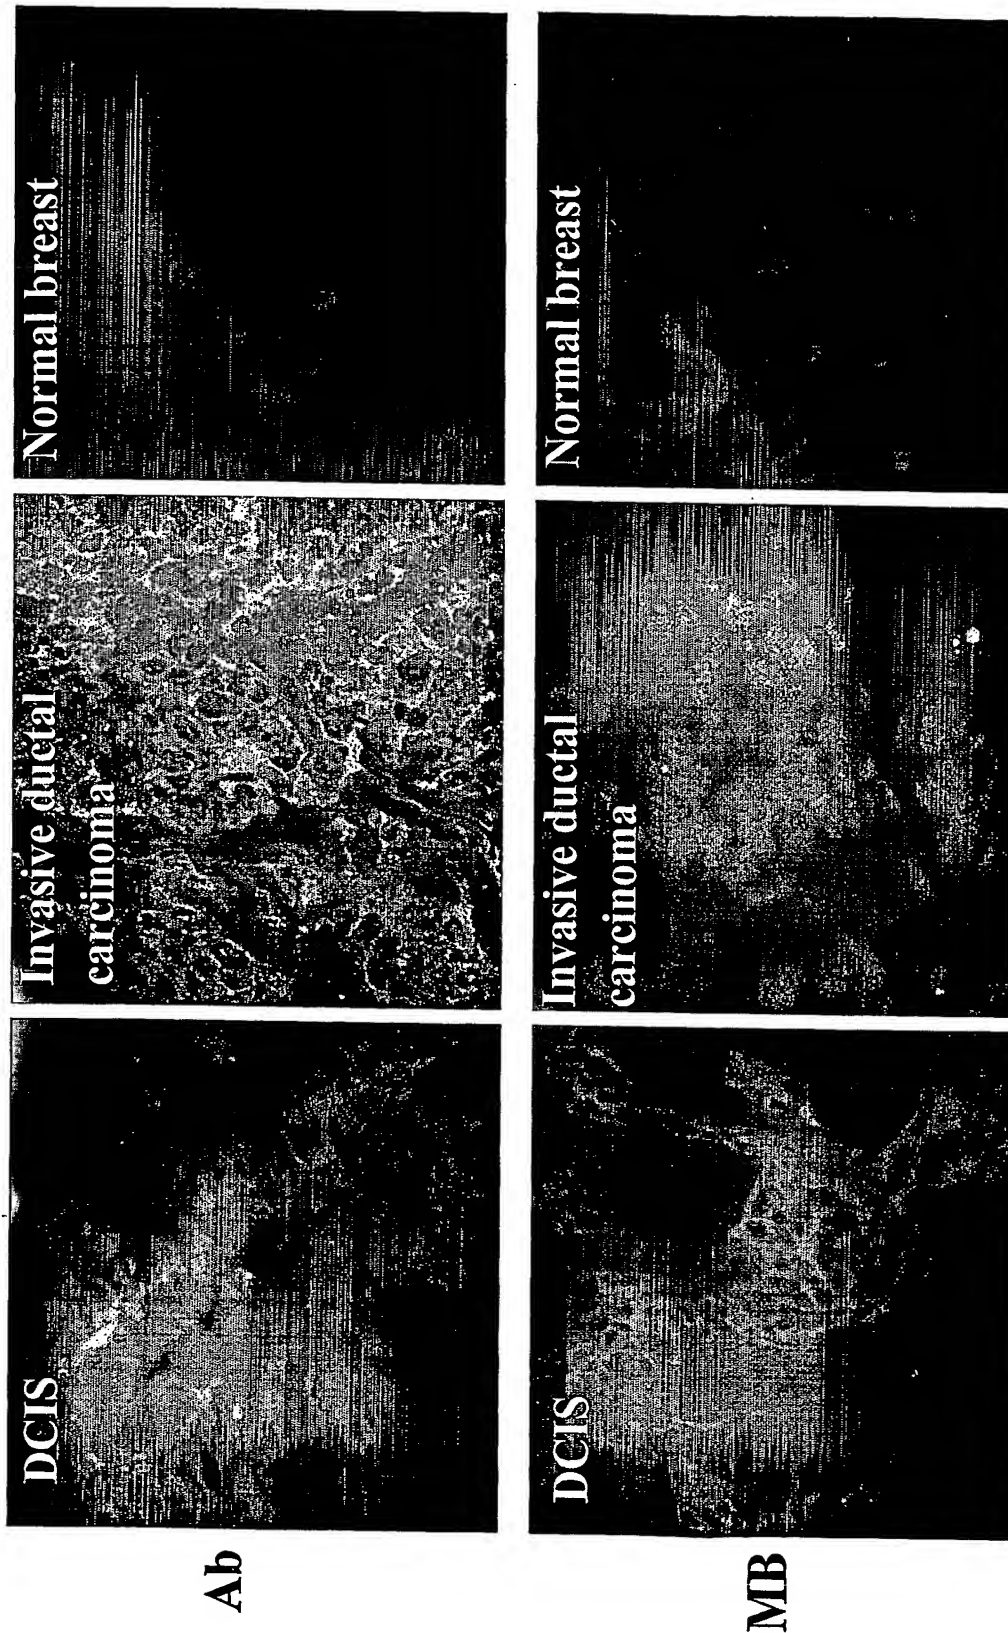 Ab
DCIS
Invasive ductal
carcinoma
Normal breast
MB
DCIS
Invasive ductal
carcinoma
Normal breast